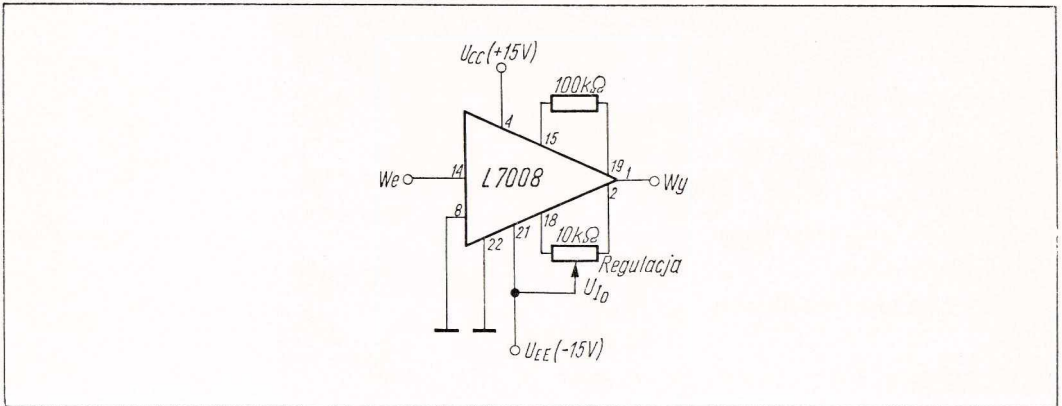 UCC (+15V)
100kΩ
4
15
We
14
L7008
19
1
Wy
8
2
18
22
21
10kΩ
Regulacja
UI0
UEE (-15V)